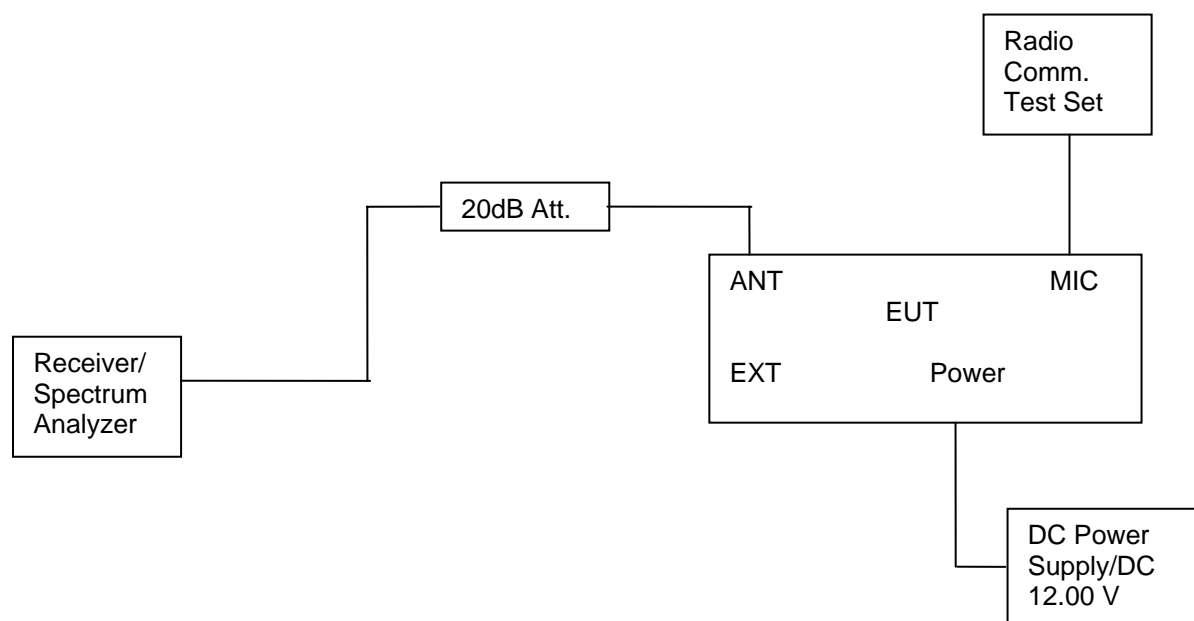 Radio
Comm.
Test Set
20dB Att.
ANT
MIC
EUT
Receiver/
Spectrum
Analyzer
EXT
Power
DC Power
Supply/DC
12.00 V